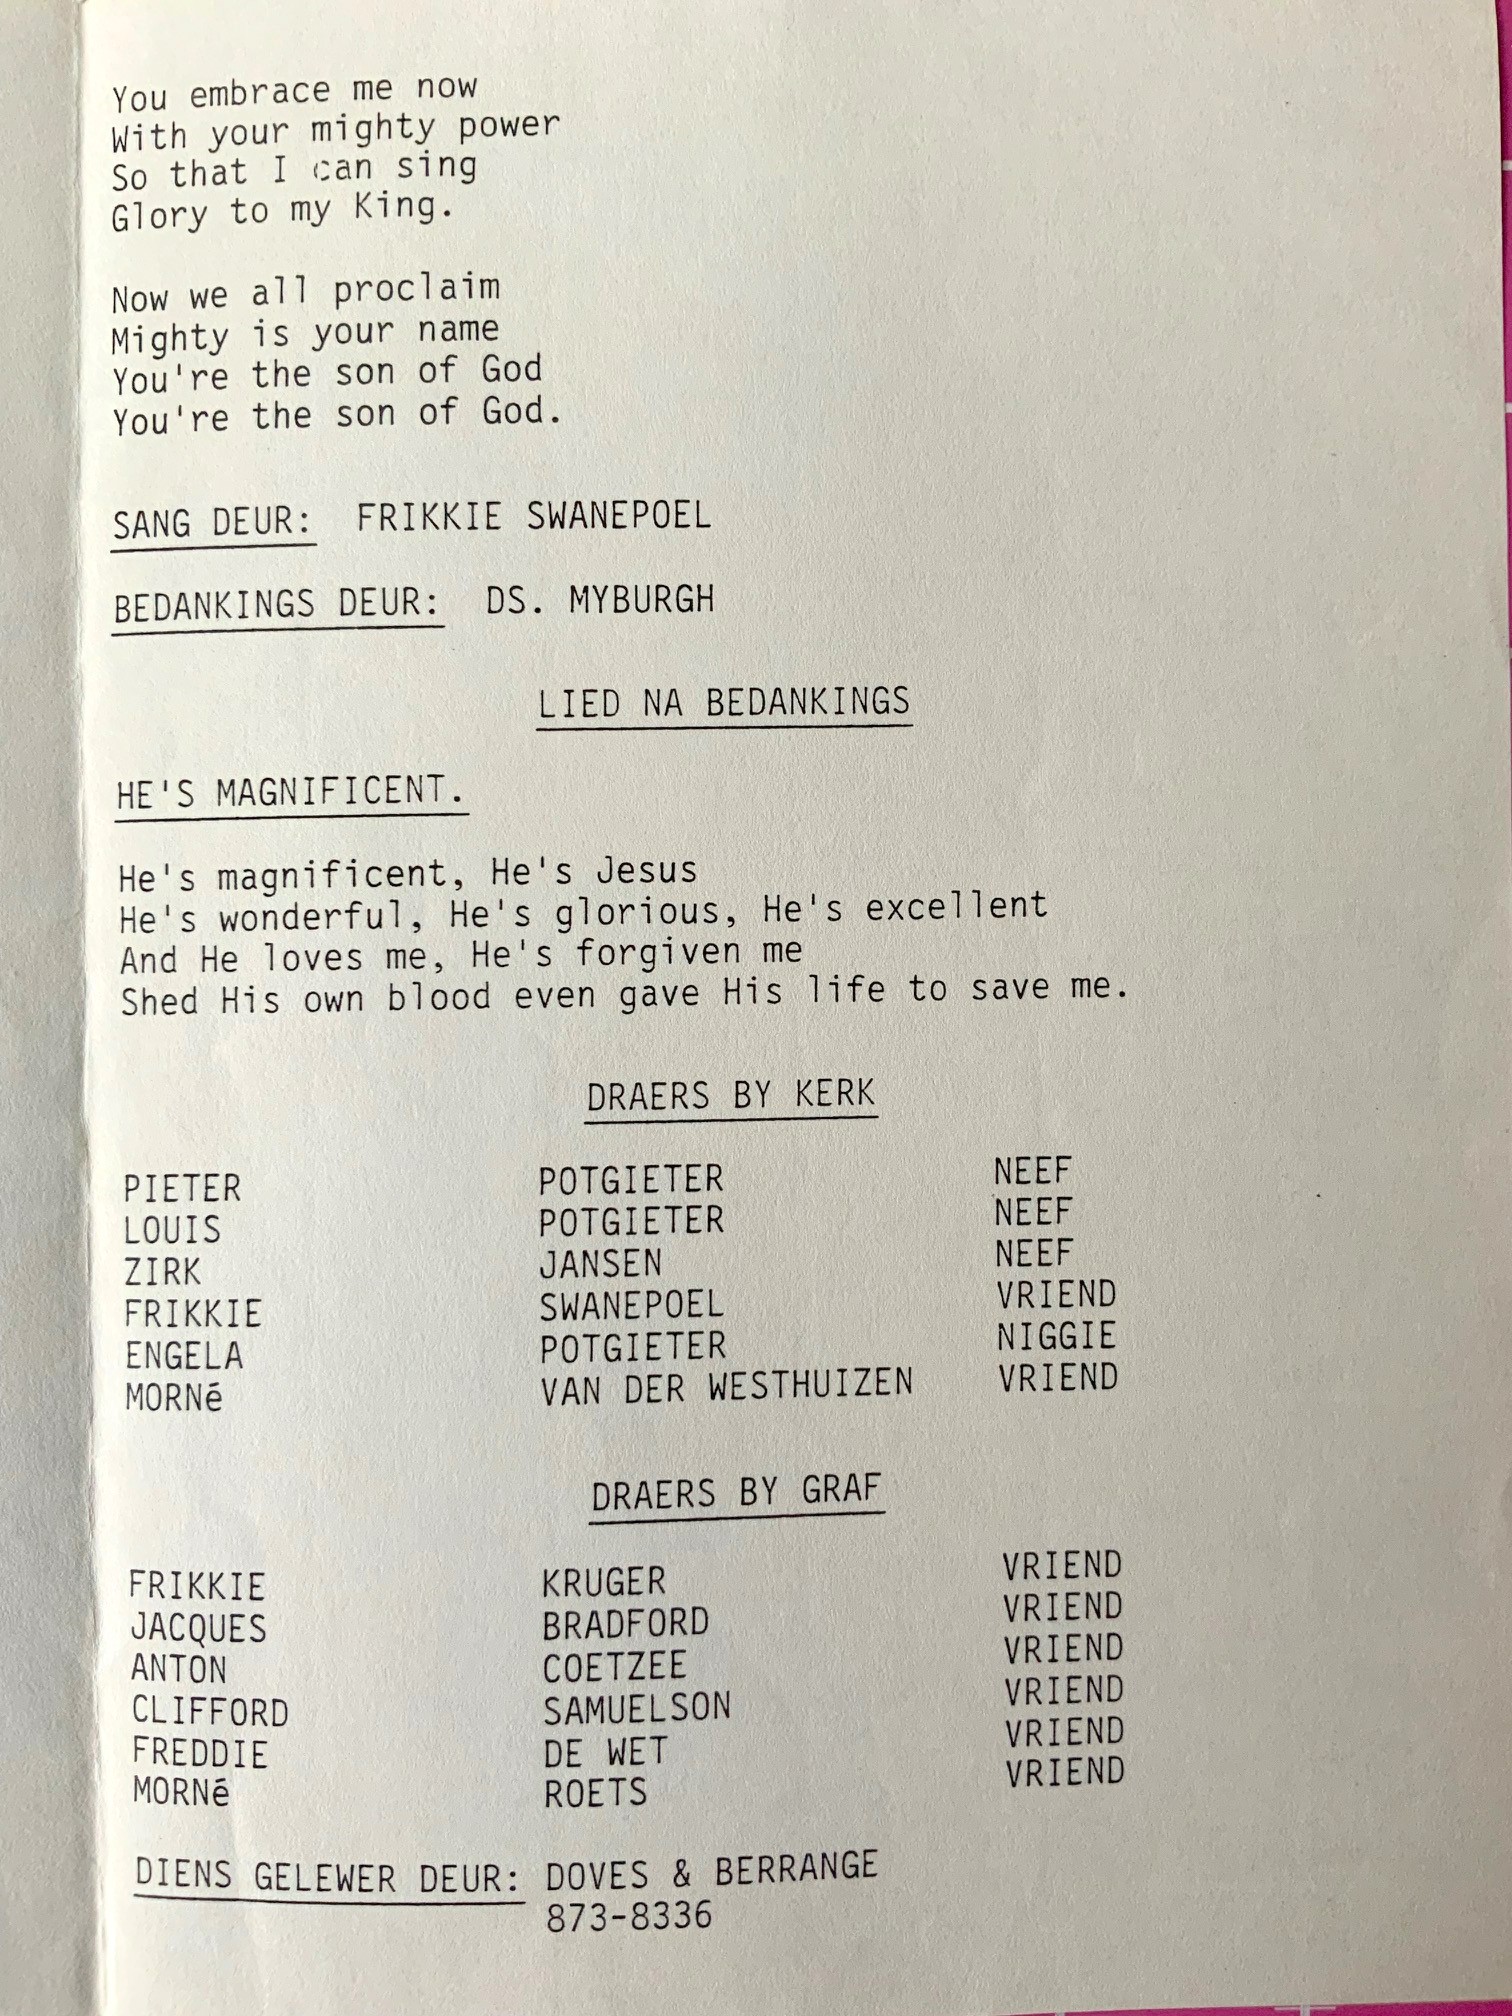 You embrace me now
With your mighty power
So that I can sing
Glory to my King.
Now we all proclaim
Mighty is your name
You're the son of God
You're the son of God.
SANG DEUR: FRIKKIE SWANEPOEL
BEDANKINGS DEUR: DS. MYBURGH
LIED NA BEDANKINGS
HE'S MAGNIFICENT.
He's magnificent, He's Jesus
He's wonderful, He's glorious, He's excellent
And He loves me, He's forgiven me
Shed His own blood even gave His life to save me.
DRAERS BY KERK
PIETER POTGIETER NEEF
LOUIS POTGIETER NEEF
ZIRK JANSEN NEEF
FRIKKIE SWANEPOEL VRIEND
ENGELA POTGIETER NIGGIE
MORNé VAN DER WESTHUIZEN VRIEND
DRAERS BY GRAF
FRIKKIE KRUGER VRIEND
JACQUES BRADFORD VRIEND
ANTON COETZEE VRIEND
CLIFFORD SAMUELSON VRIEND
FREDDIE DE WET VRIEND
MORNé ROETS VRIEND
DIENS GELEWER DEUR: DOVES & BERRANGE
873-8336